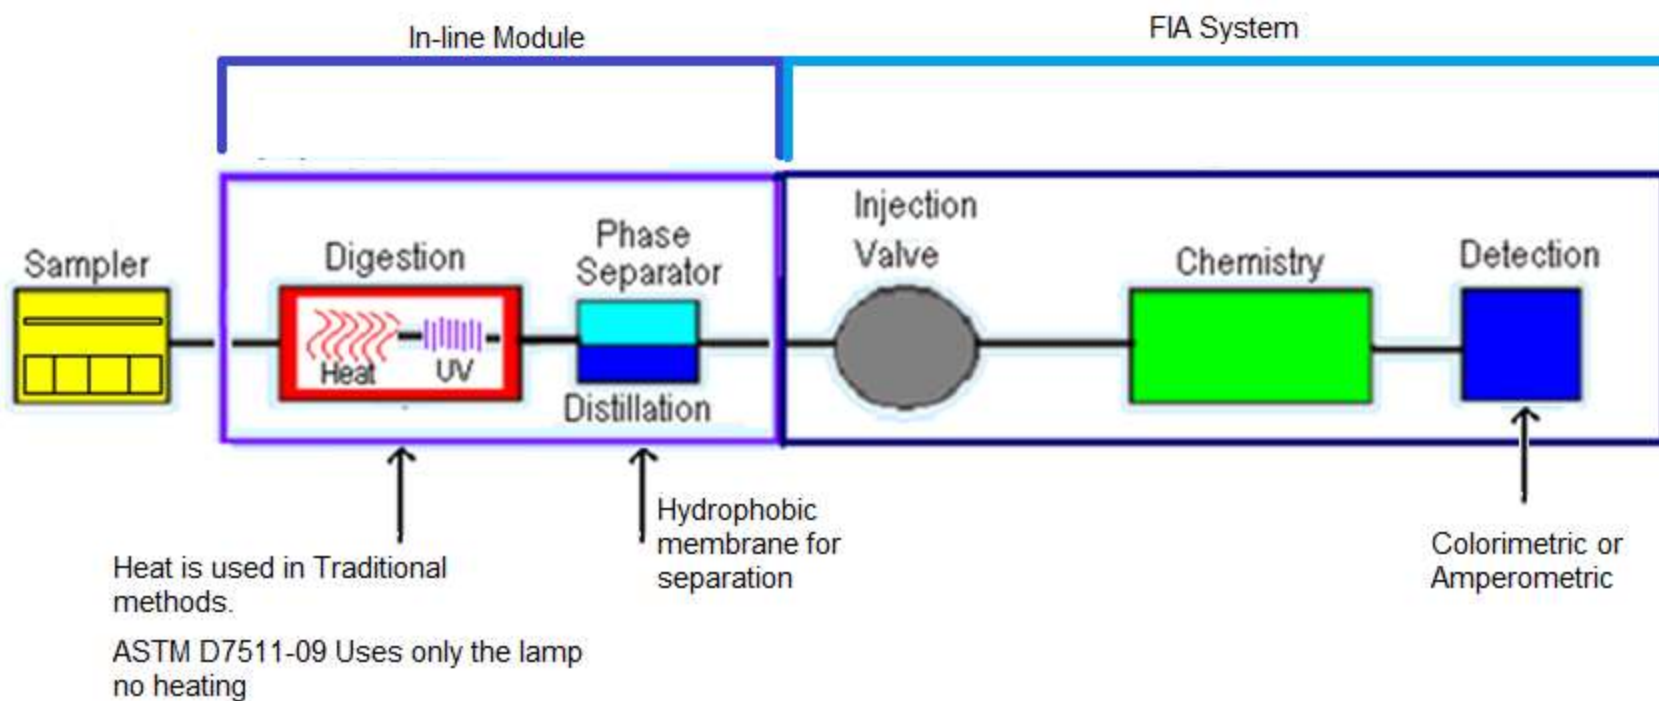 In-line Module
FIA System
Sampler
Digestion
Heat
UV
Phase
Separator
Distillation
Injection
Valve
Chemistry
Detection
Heat is used in Traditional
methods.
ASTM D7511-09 Uses only the lamp
no heating
Hydrophobic
membrane for
separation
Colorimetric or
Amperometric